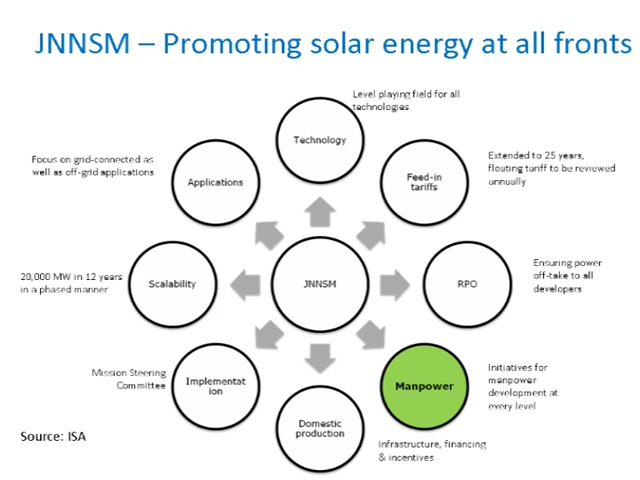 JNNSM – Promoting solar energy at all fronts
Level playing field for all
technologies
Technology
Focus on grid-connected as
well as off-grid applications
Applications
Feed-in
tariffs
Extended to 25 years,
flouting tariff to be reviewed
annually
20,000 MW in 12 years
in a phased manner
Scalability
JNNSM
RPO
Ensuring power
off-take to all
developers
Mission Steering
Committee
Implementat
ion
Manpower
Initiatives for
manpower
development at
every level
Domestic
production
Infrastructure, financing
& incentives
Source: ISA